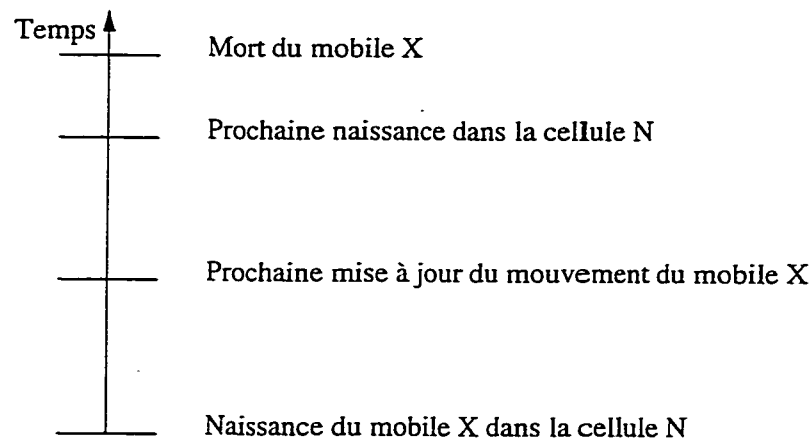 Temps
Mort du mobile X
Prochaine naissance dans la cellule N
Prochaine mise à jour du mouvement du mobile X
Naissance du mobile X dans la cellule N